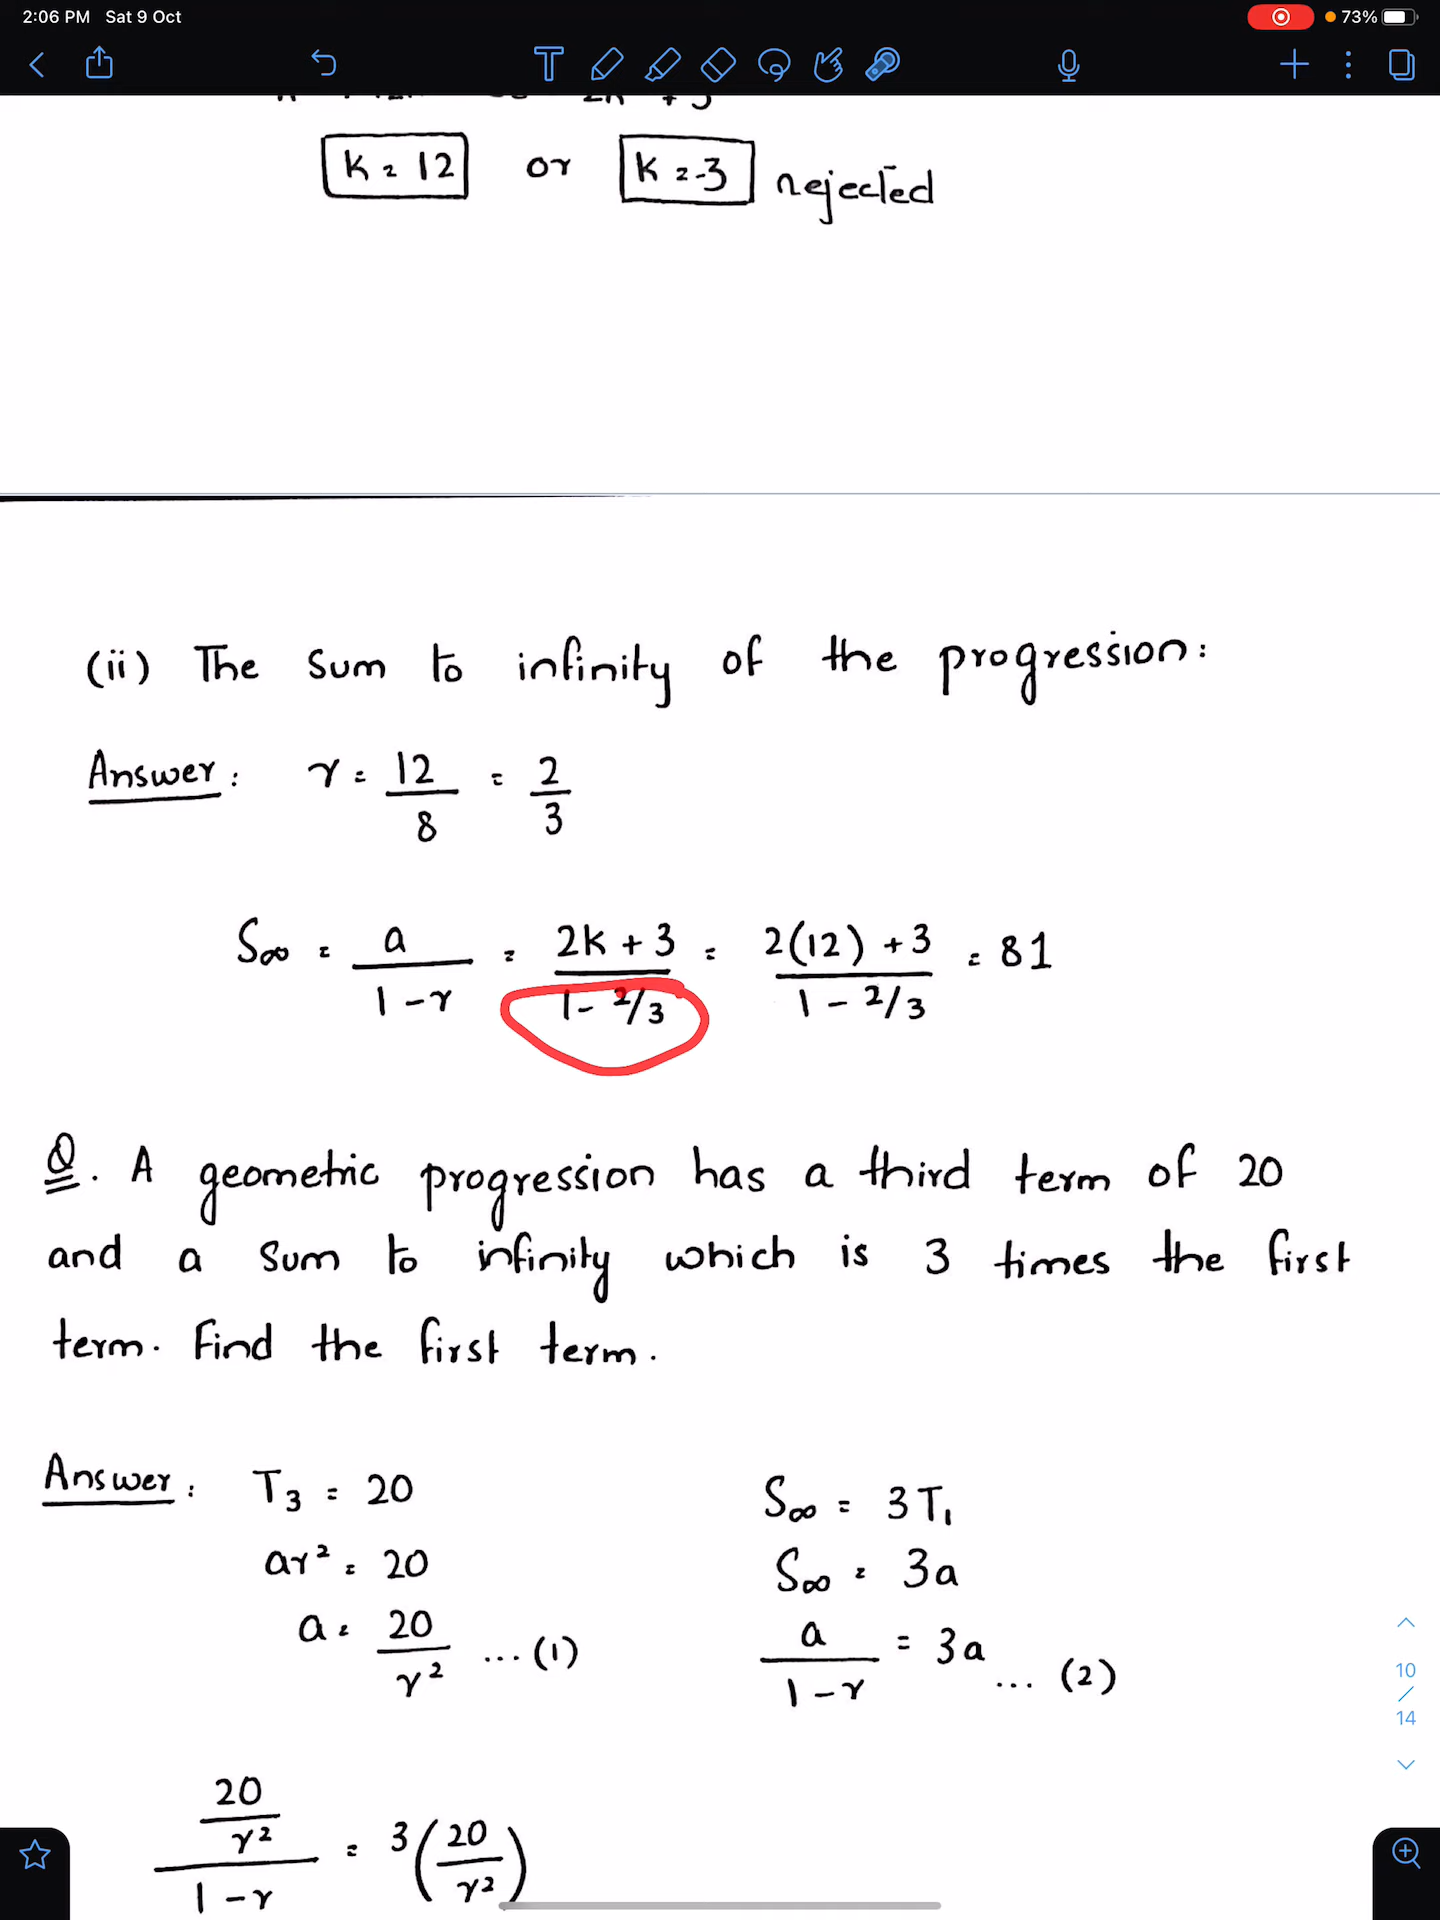 2:06 PM Sat 9 Oct 73%
k = 12 or k = -3 rejected
(ii) The sum to infinity of the progression:
Answer: r = 12/8 = 2/3
S∞ = a/(1-r) = (2k+3)/(1-2/3) = (2(12)+3)/(1-2/3) = 81
Q. A geometric progression has a third term of 20
and a sum to infinity which is 3 times the first
term. Find the first term.
Answer: T₃ = 20
ar² = 20
a = 20/r² ...(1)
S∞ = 3T₁
S∞ = 3a
a/(1-r) = 3a ... (2)
(20/r²)/(1-r) = 3(20/r²)
10
/
14